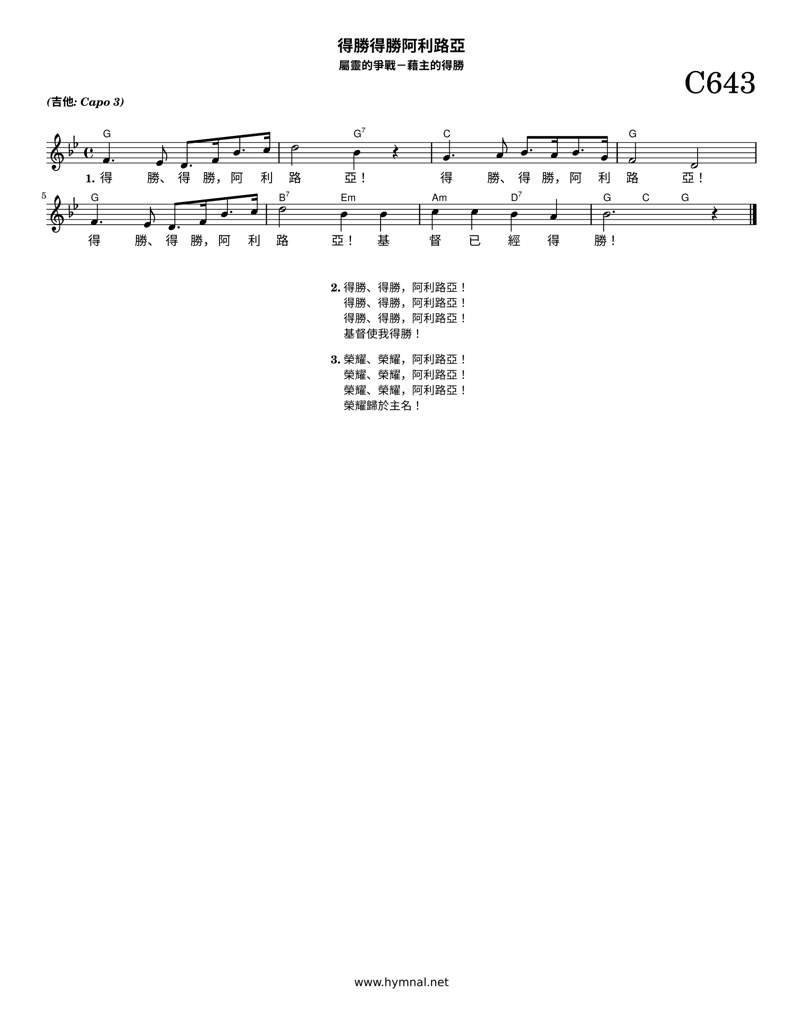 得勝得勝阿利路亞
屬靈的爭戰－藉主的得勝
C643
(吉他: Capo 3)
G G7 C G
1. 得 勝、 得 勝, 阿 利 路 亞！ 得 勝、 得 勝, 阿 利 路 亞！
5
G B7 Em Am D7 G C G
得 勝、 得 勝, 阿 利 路 亞！ 基 督 已 經 得 勝！
2. 得勝、得勝, 阿利路亞！
得勝、得勝, 阿利路亞！
得勝、得勝, 阿利路亞！
基督使我得勝！
3. 榮耀、榮耀, 阿利路亞！
榮耀、榮耀, 阿利路亞！
榮耀、榮耀, 阿利路亞！
榮耀歸於主名！
www.hymnal.net